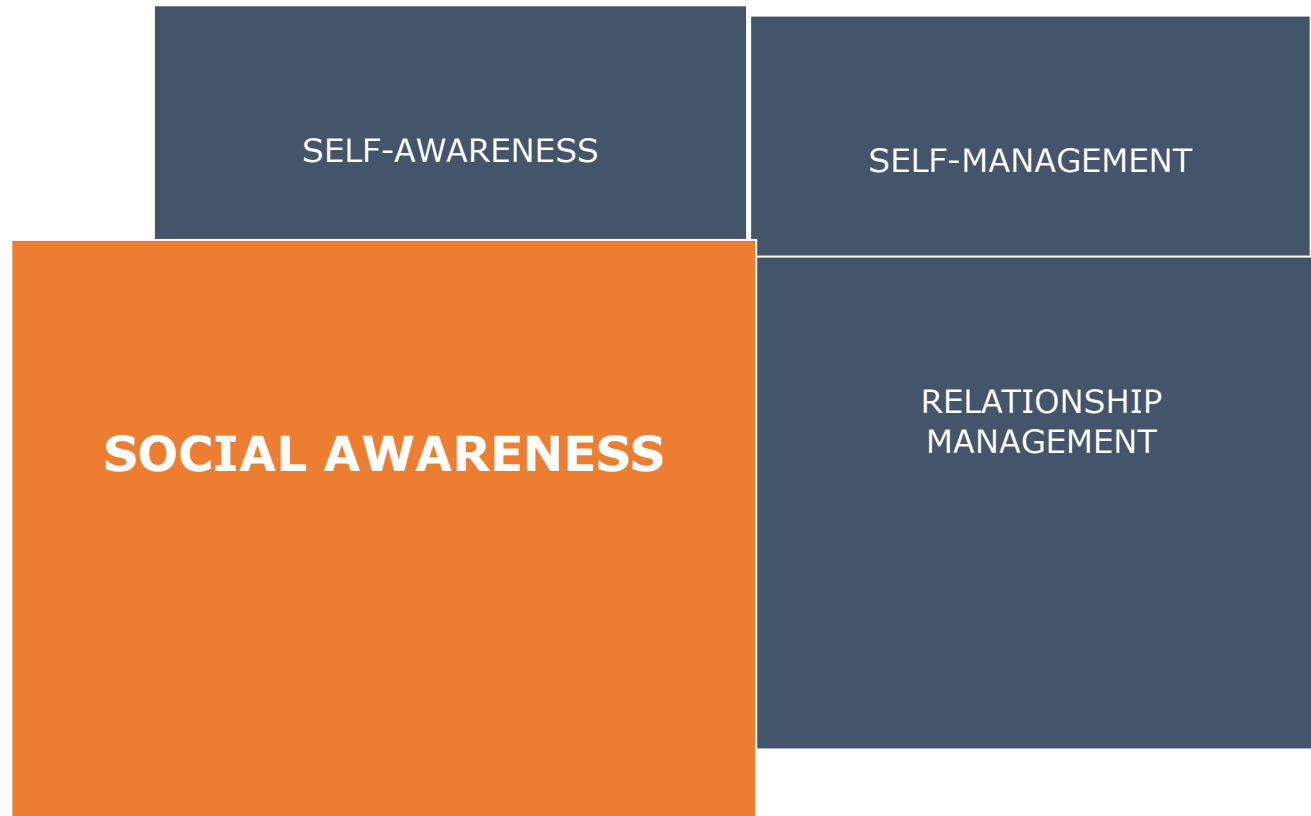 SELF-AWARENESS
SELF-MANAGEMENT
SOCIAL AWARENESS
RELATIONSHIP
MANAGEMENT